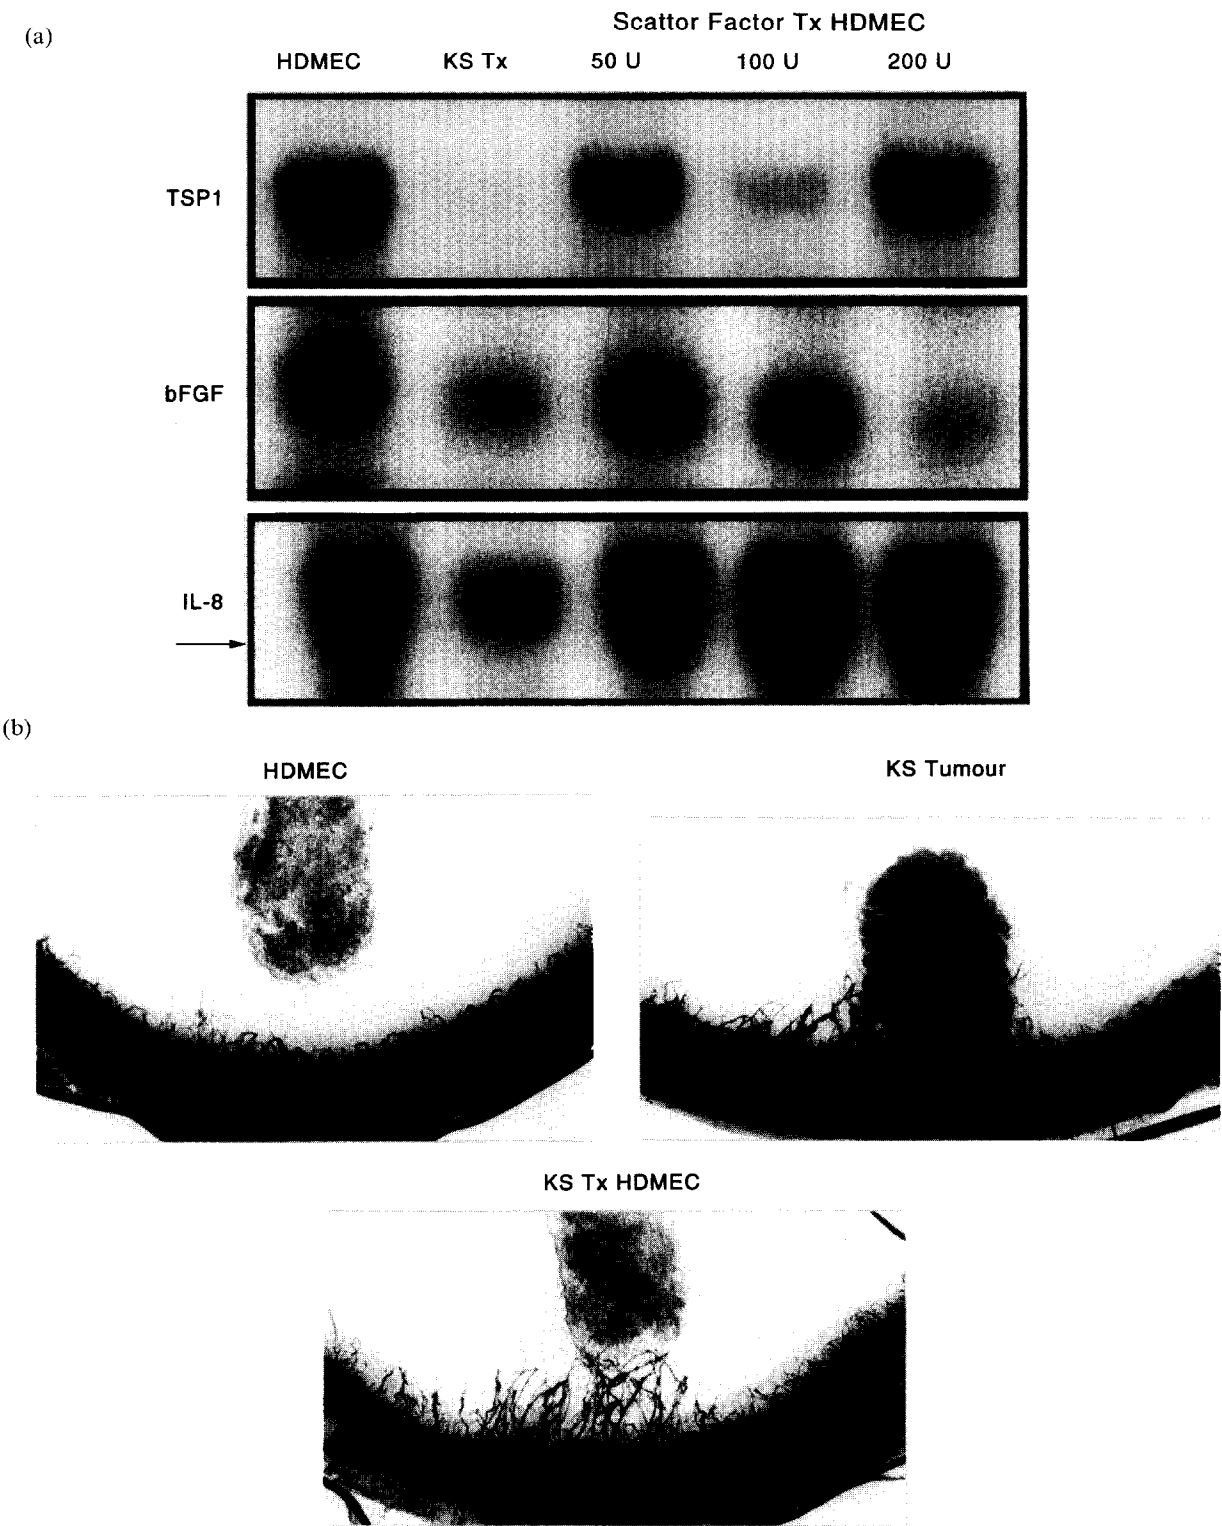 (a)
Scattor Factor Tx HDMEC
HDMEC KS Tx 50 U 100 U 200 U
TSP1
bFGF
IL-8
(b)
HDMEC
KS Tumour
KS Tx HDMEC